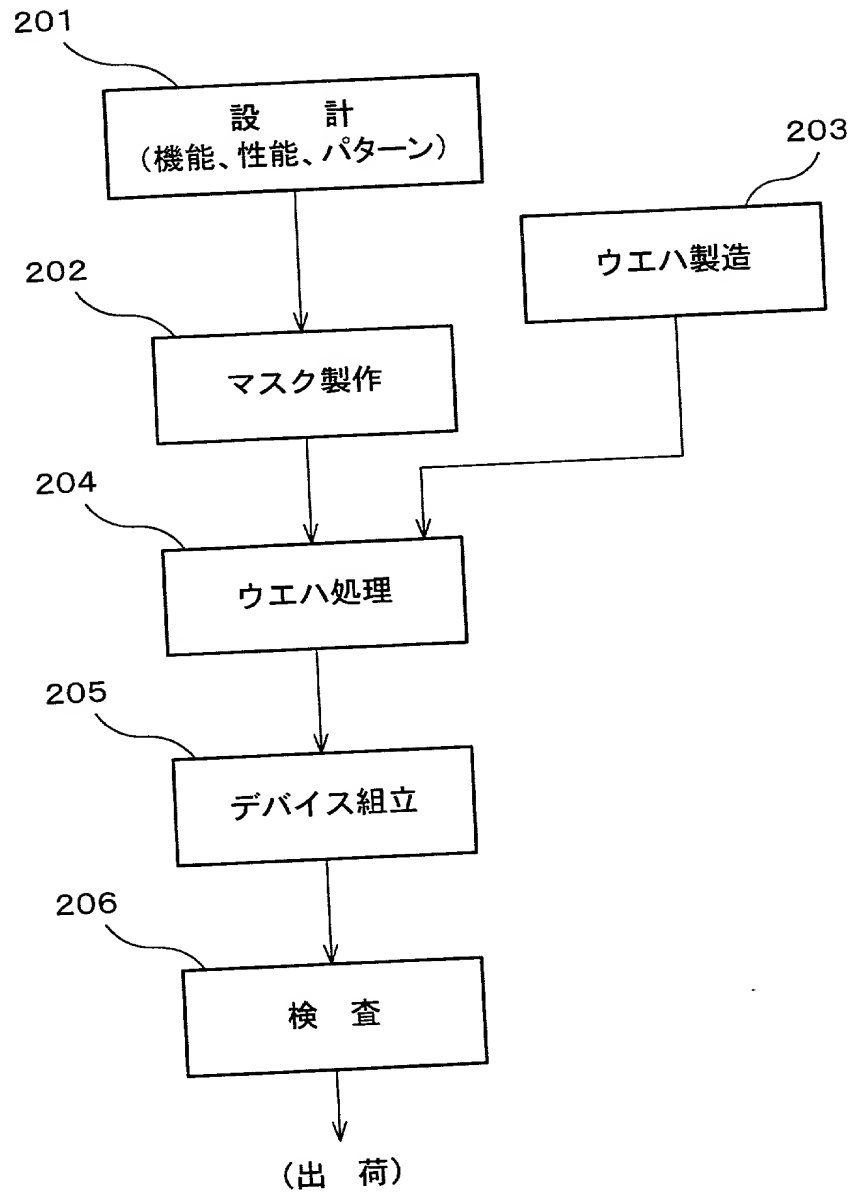 201
設　計
（機能、性能、パターン）
203
ウエハ製造
202
マスク製作
204
ウエハ処理
205
デバイス組立
206
検　査
（出　荷）